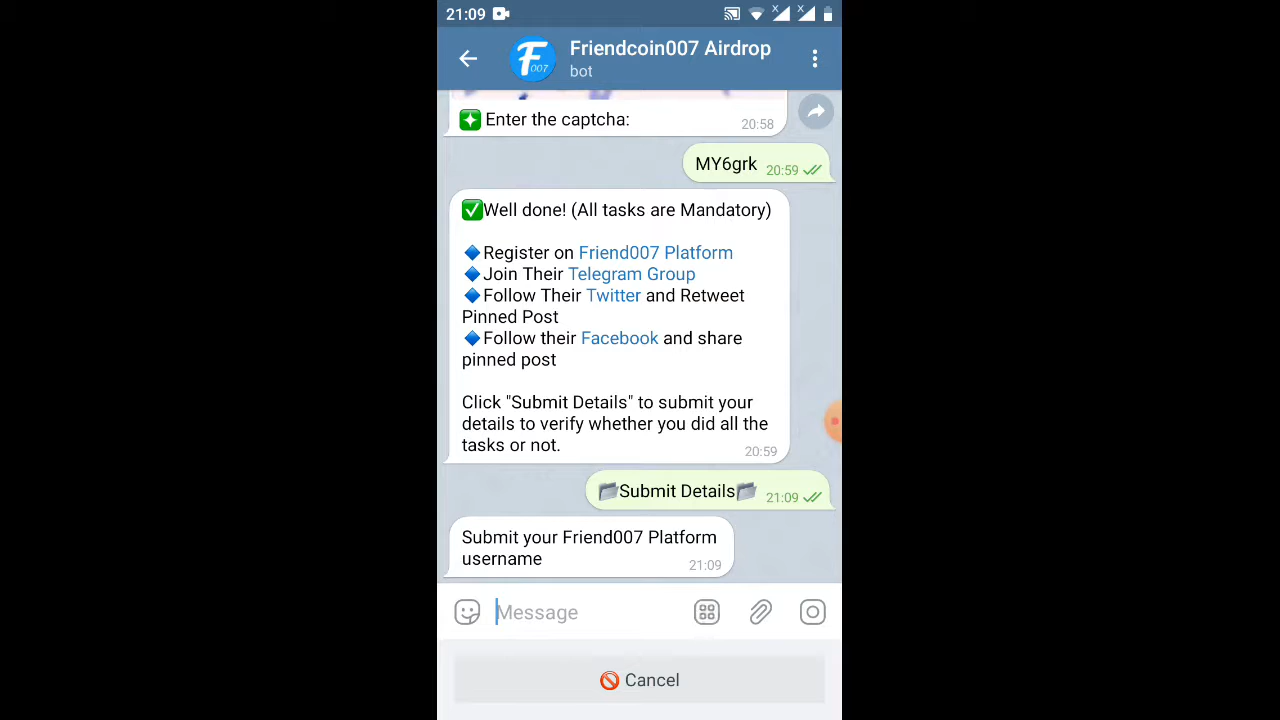 21:09
Friendcoin007 Airdrop
bot
F
007
Enter the captcha:
20:58
MY6grk
20:59
Well done! (All tasks are Mandatory)
Register on Friend007 Platform
Join Their Telegram Group
Follow Their Twitter and Retweet
Pinned Post
Follow their Facebook and share
pinned post
Click "Submit Details" to submit your
details to verify whether you did all the
tasks or not.
20:59
Submit Details
21:09
Submit your Friend007 Platform
username
21:09
Message
Cancel